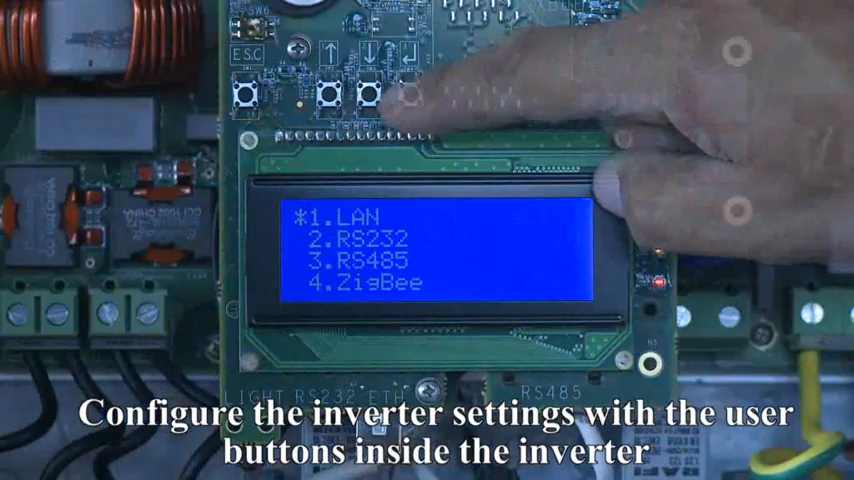 ESC
*1.LAN
2.RS232
3.RS485
4.ZigBee
LIGHT RS232 ETH
RS485
Configure the inverter settings with the user
buttons inside the inverter